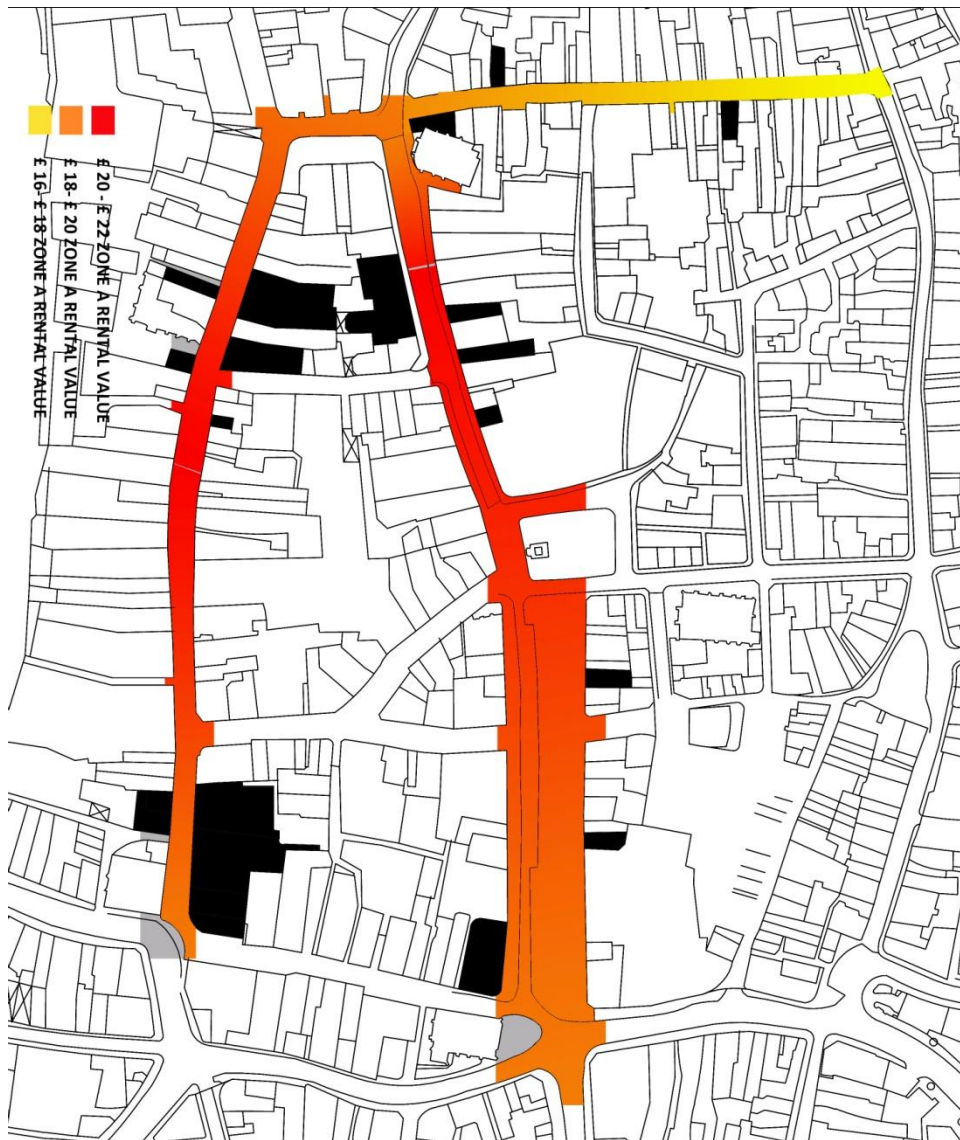 £ 20 - £ 22 ZONE A RENTAL VALUE
£ 18- £ 20 ZONE A RENTAL VALUE
£ 16- £ 18 ZONE A RENTAL VALUE